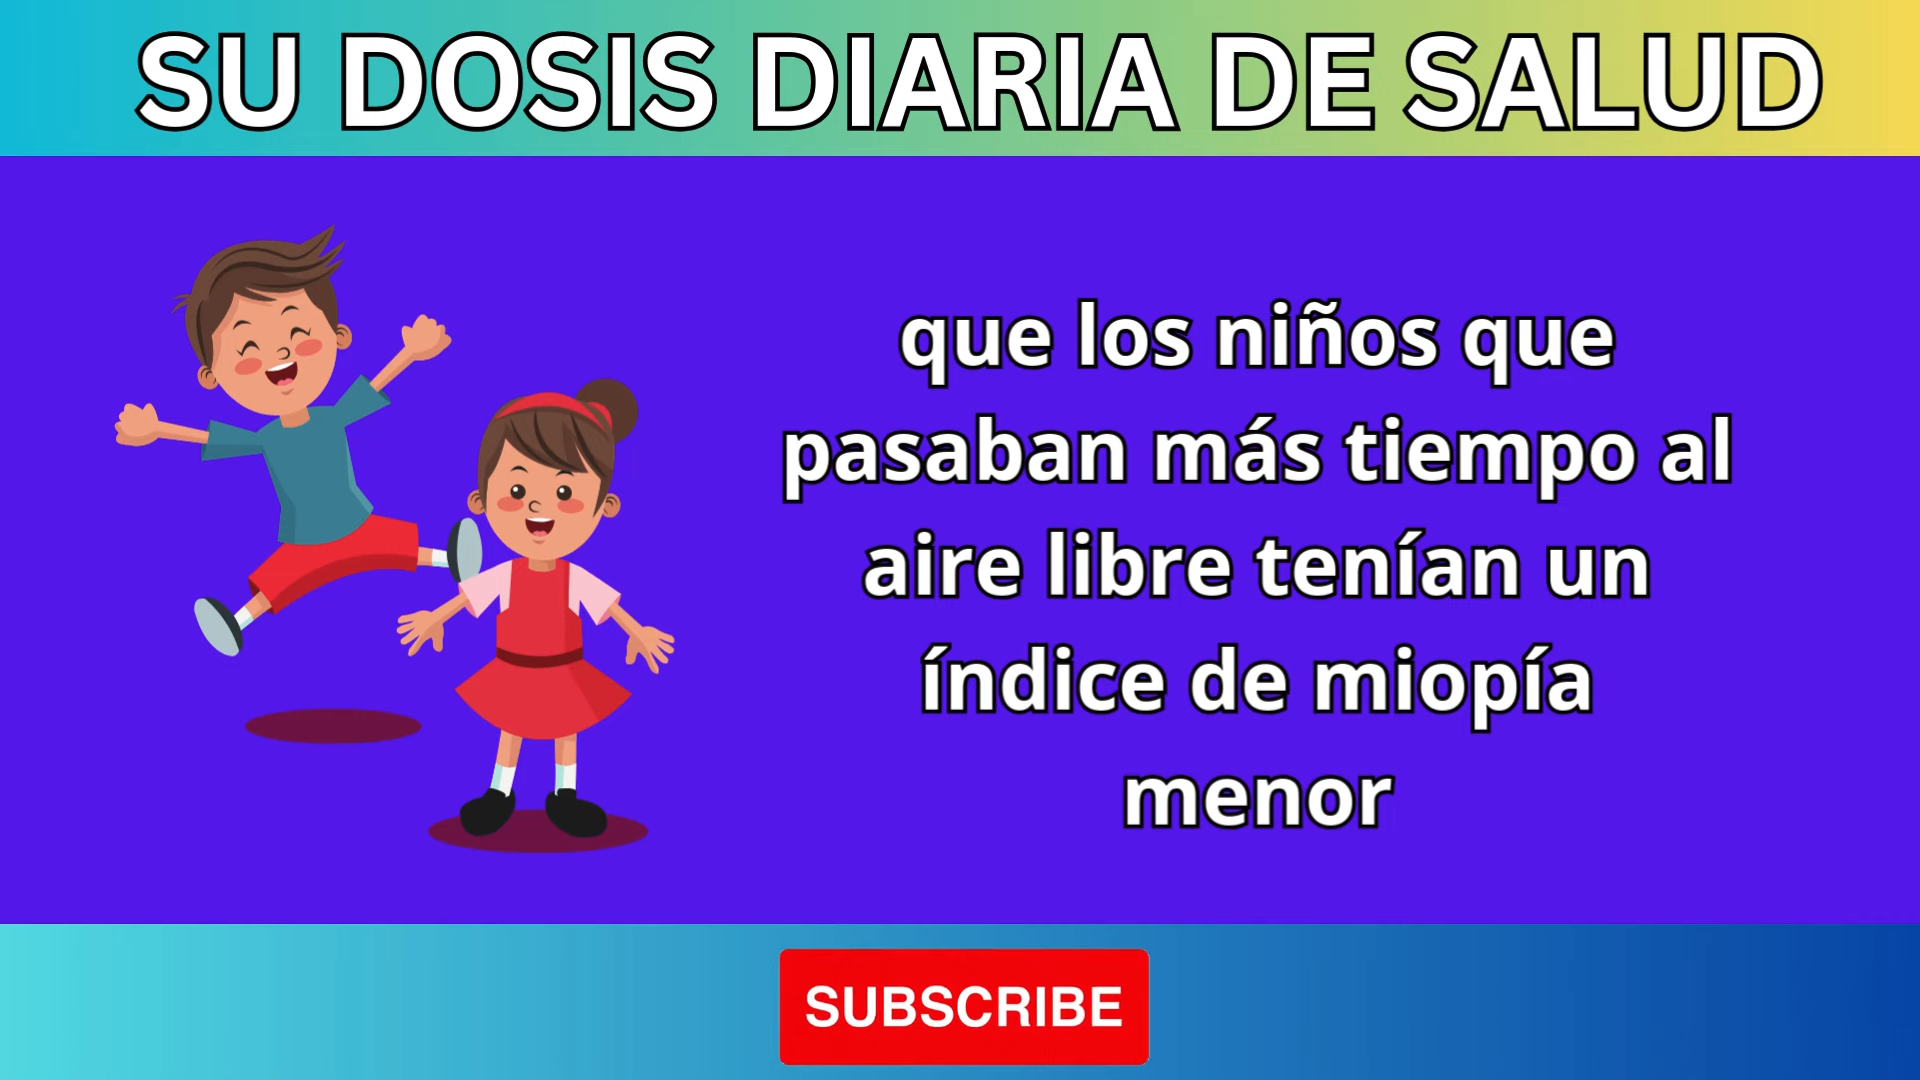 SU DOSIS DIARIA DE SALUD
que los niños que
pasaban más tiempo al
aire libre tenían un
índice de miopía
menor
SUBSCRIBE